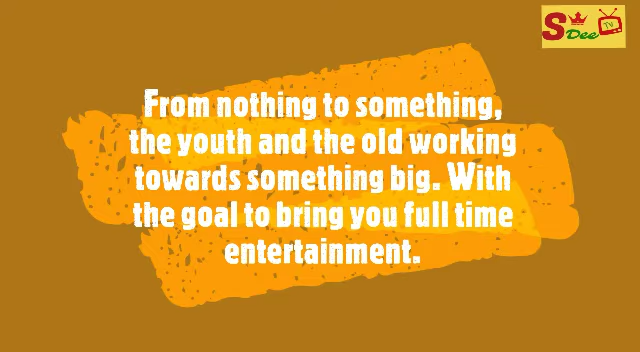 S Dee TV
From nothing to something,
the youth and the old working
towards something big. With
the goal to bring you full time
entertainment.